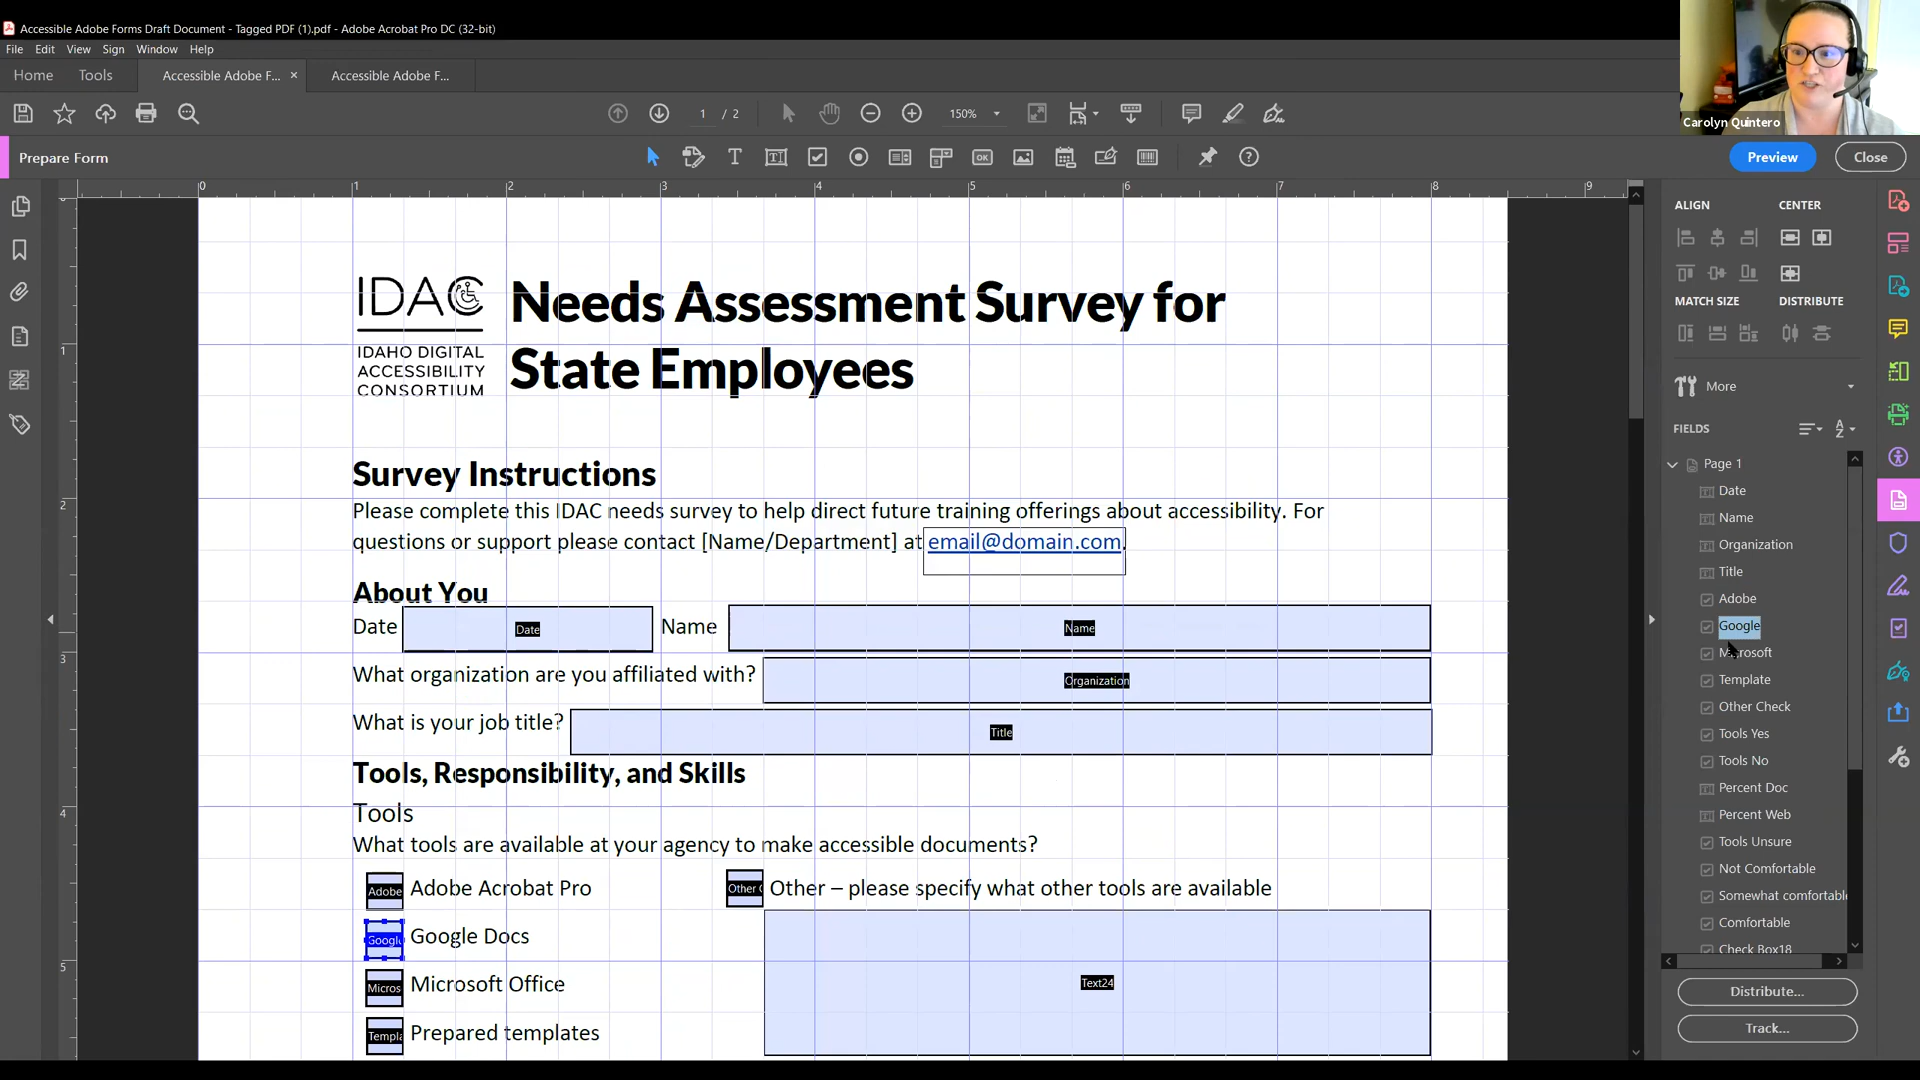 Accessible Adobe Forms Draft Document - Tagged PDF (1).pdf - Adobe Acrobat Pro DC (32-bit)
File Edit View Sign Window Help
Home Tools Accessible Adobe F... × Accessible Adobe F...
1 / 2 150%
Carolyn Quintero
Prepare Form
OK
Preview Close
0 1 2 3 4 5 6 7 8 9
IDAC
IDAHO DIGITAL
ACCESSIBILITY
CONSORTIUM
Needs Assessment Survey for
State Employees
Survey Instructions
Please complete this IDAC needs survey to help direct future training offerings about accessibility. For
questions or support please contact [Name/Department] at email@domain.com.
About You
Date Date Name Name
What organization are you affiliated with? Organization
What is your job title? Title
Tools, Responsibility, and Skills
Tools
What tools are available at your agency to make accessible documents?
Adobe Adobe Acrobat Pro
Other Other – please specify what other tools are available
Google Docs
Text24
Micros Microsoft Office
Templa Prepared templates
1
2
3
4
5
ALIGN CENTER
MATCH SIZE DISTRIBUTE
More
FIELDS
Page 1
Date
Name
Organization
Title
Adobe
Google
Microsoft
Template
Other Check
Tools Yes
Tools No
Percent Doc
Percent Web
Tools Unsure
Not Comfortable
Somewhat comfortable
Comfortable
Check Box18
Distribute...
Track...